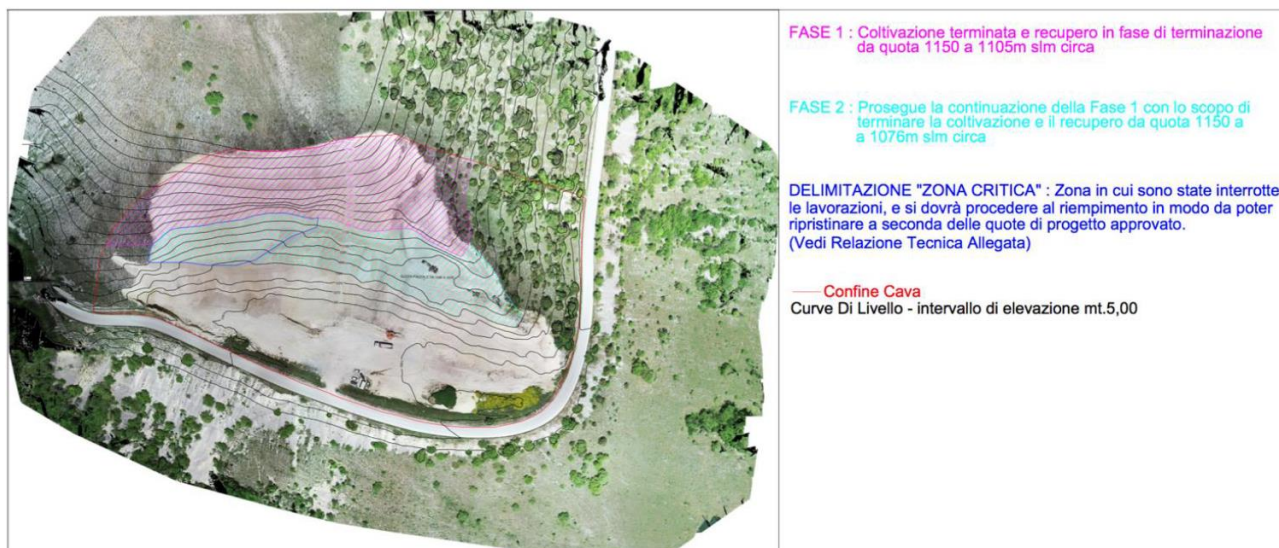 FASE 1 : Coltivazione terminata e recupero in fase di terminazione
da quota 1150 a 1105m slm circa
FASE 2 : Prosegue la continuazione della Fase 1 con lo scopo di
terminare la coltivazione e il recupero da quota 1150 a
a 1076m slm circa
DELIMITAZIONE "ZONA CRITICA" : Zona in cui sono state interrotte
le lavorazioni, e si dovrà procedere al riempimento in modo da poter
ripristinare a seconda delle quote di progetto approvato.
(Vedi Relazione Tecnica Allegata)
Confine Cava
Curve Di Livello - intervallo di elevazione mt.5,00